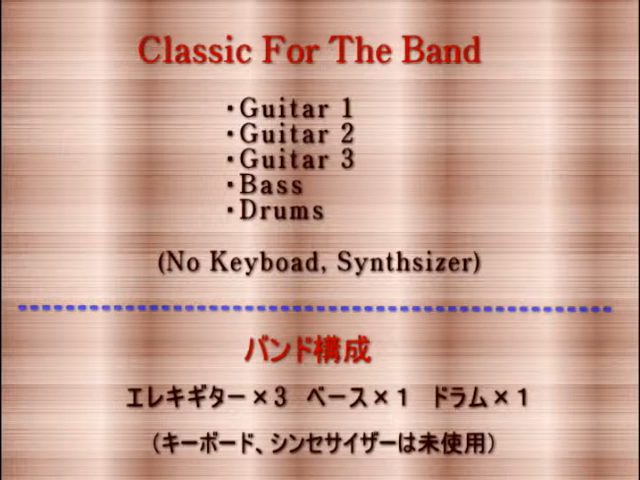 Classic For The Band
・Guitar 1
・Guitar 2
・Guitar 3
・Bass
・Drums
(No Keyboad, Synthsizer)
バンド構成
エレキギター×3 ベース×1 ドラム×1
（キーボード、シンセサイザーは未使用）